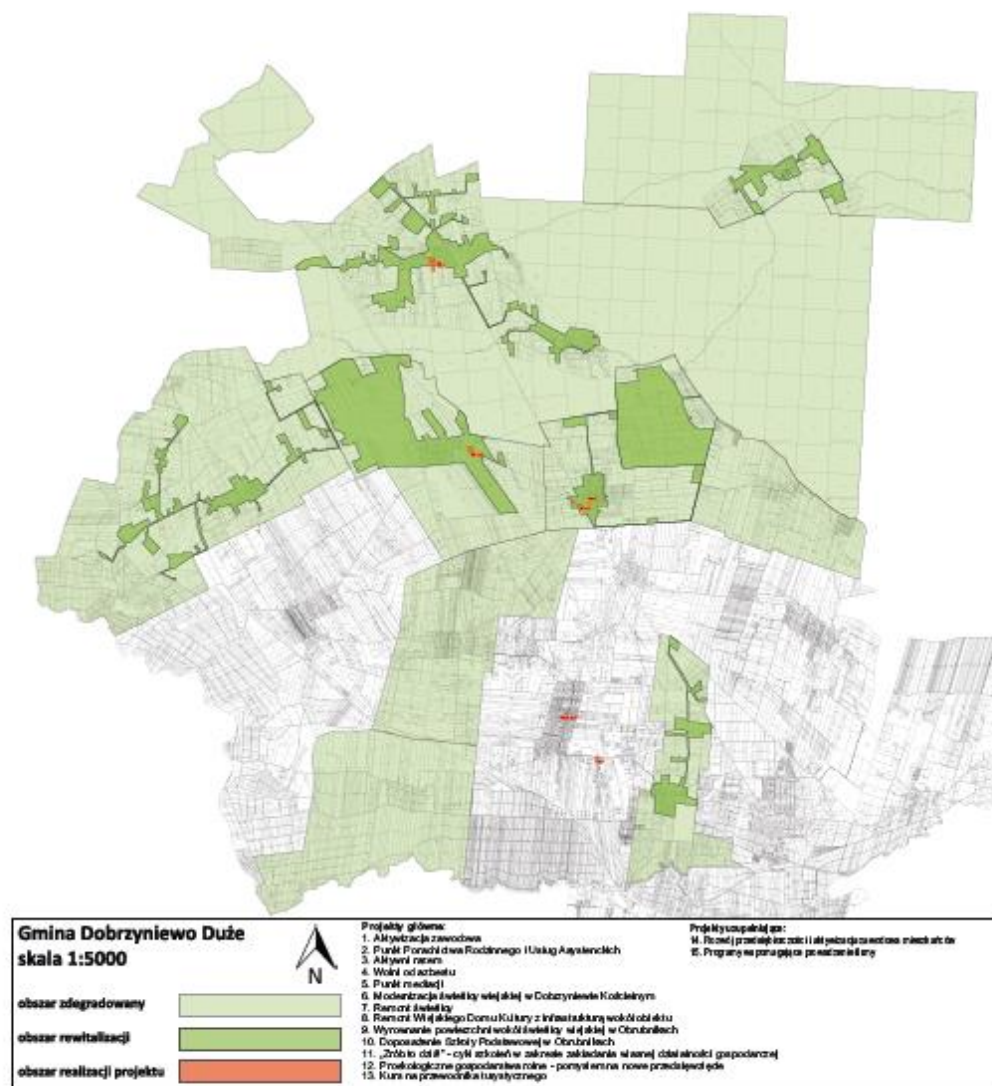 Gmina Dobrzyniewo Duże
skala 1:5000
N
obszar zdegradowany
obszar rewitalizacji
obszar realizacji projektu
Projekty główne:
1. Aktywizacja zawodowa
2. Punkt Poradnictwa Rodzinnego i Usług Asystenckich
3. Aktywni razem
4. Wolni od azbestu
5. Punkt mediacji
6. Modernizacja świetlicy wiejskiej w Dobrzyniewie Kościelnym
7. Remont świetlicy
8. Remont Wiejskiego Domu Kultury z infrastrukturą wokół obiektu
9. Wyrównanie powierzchni wokół świetlicy wiejskiej w Obrubnikach
10. Doposażenie Szkoły Podstawowej w Obrubnikach
11. „Zrób to dziś” - cykl szkoleń w zakresie zakładania własnej działalności gospodarczej
12. Proekologiczne gospodarstwa rolne - pomysłem na nowe przedsięwzięcie
13. Kurs na przewodnika turystycznego
Projekty uzupełniające:
14. Rozwój przedsiębiorczości i aktywizacja zawodowa mieszkańców
15. Programy wspomagające prowadzenie firmy